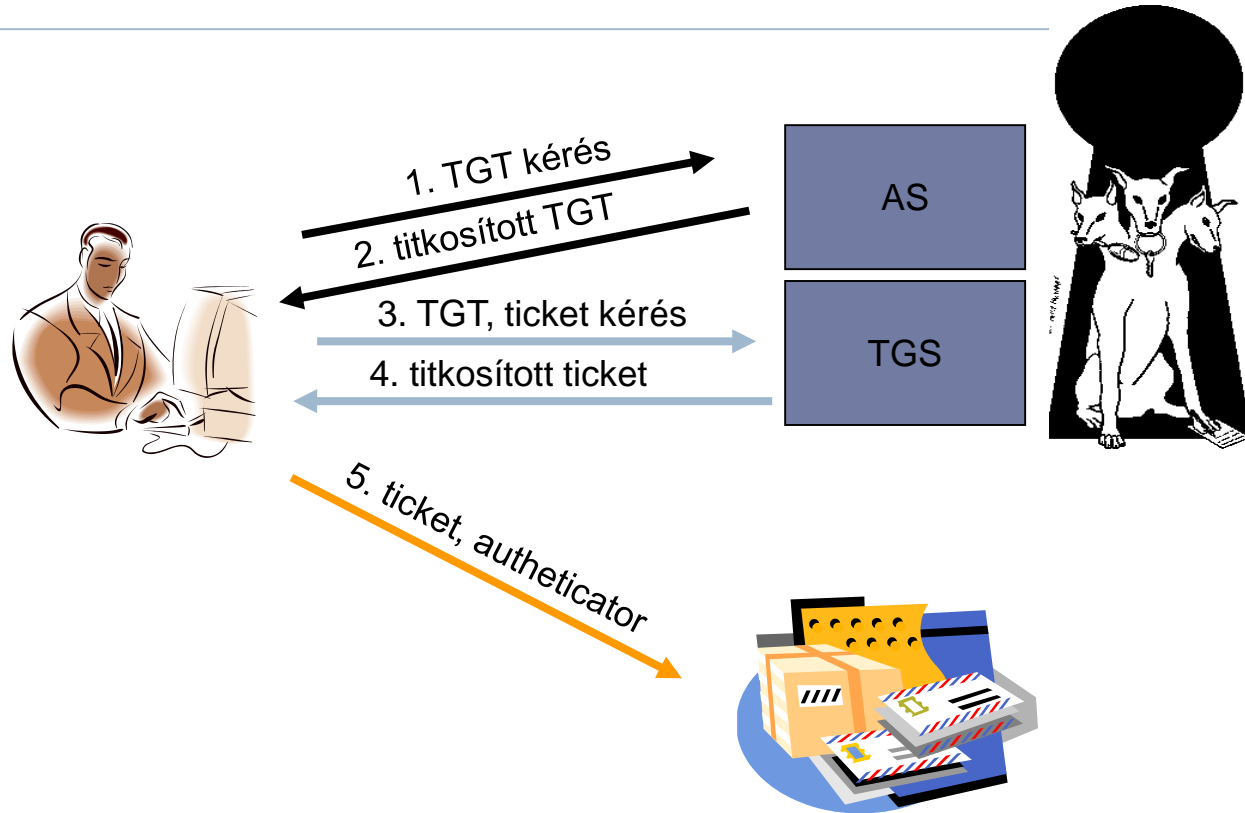 1. TGT kérés
2. titkosított TGT
3. TGT, ticket kérés
4. titkosított ticket
5. ticket, autheticator
AS
TGS